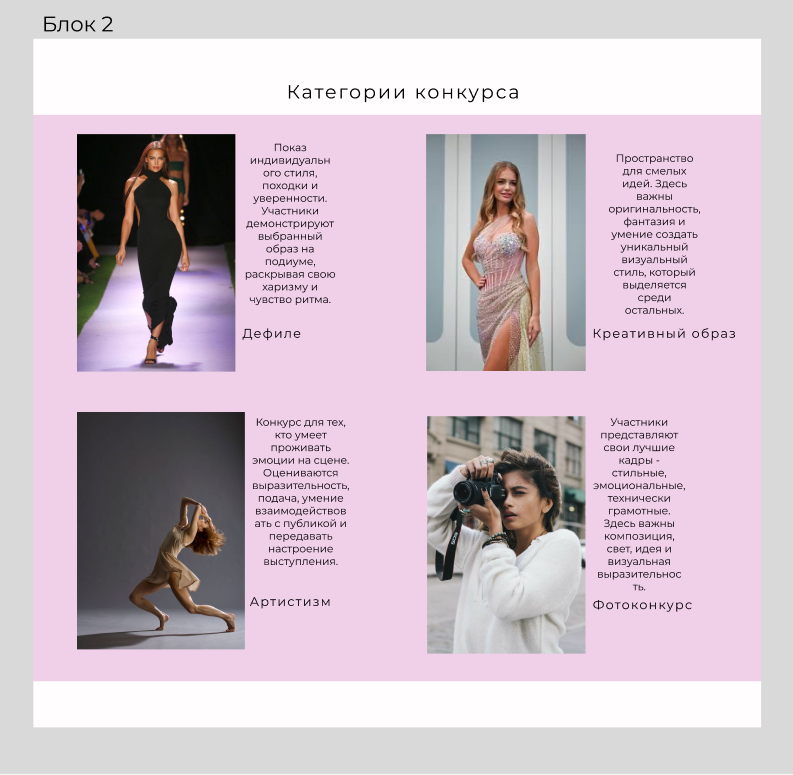 Блок 2
Категории конкурса
Показ
индивидуальн
ого стиля,
походки и
уверенности.
Участники
демонстрируют
выбранный
образ на
подиуме,
раскрывая свою
харизму и
чувство ритма.
Дефиле
Пространство
для смелых
идей. Здесь
важны
оригинальность,
фантазия и
умение создать
уникальный
визуальный
стиль, который
выделяется
среди
остальных.
Креативный образ
Конкурс для тех,
кто умеет
проживать
эмоции на сцене.
Оцениваются
выразительность,
подача, умение
взаимодействов
ать с публикой и
передавать
настроение
выступления.
Артистизм
Участники
представляют
свои лучшие
кадры -
стильные,
эмоциональные,
технически
грамотные.
Здесь важны
композиция,
свет, идея и
визуальная
выразительнос
ть.
Фотоконкурс